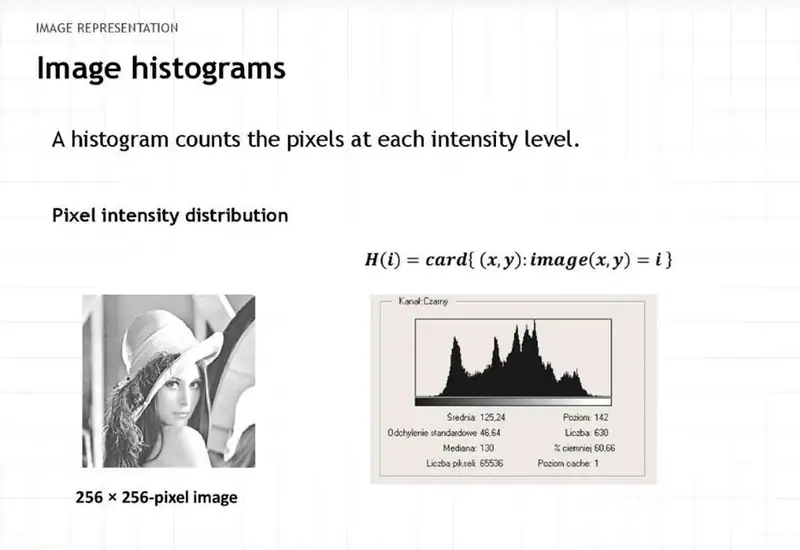 IMAGE REPRESENTATION
Image histograms
A histogram counts the pixels at each intensity level.
Pixel intensity distribution
H(i) = card{ (x, y): image(x, y) = i }
Kanał:Czarny
Średnia: 125,24
Poziom: 142
Odchylenie standardowe 46,64
Liczba: 630
Mediana: 130
% ciemniej 60,66
Liczba pikseli: 65536
Poziom cache: 1
256 × 256-pixel image